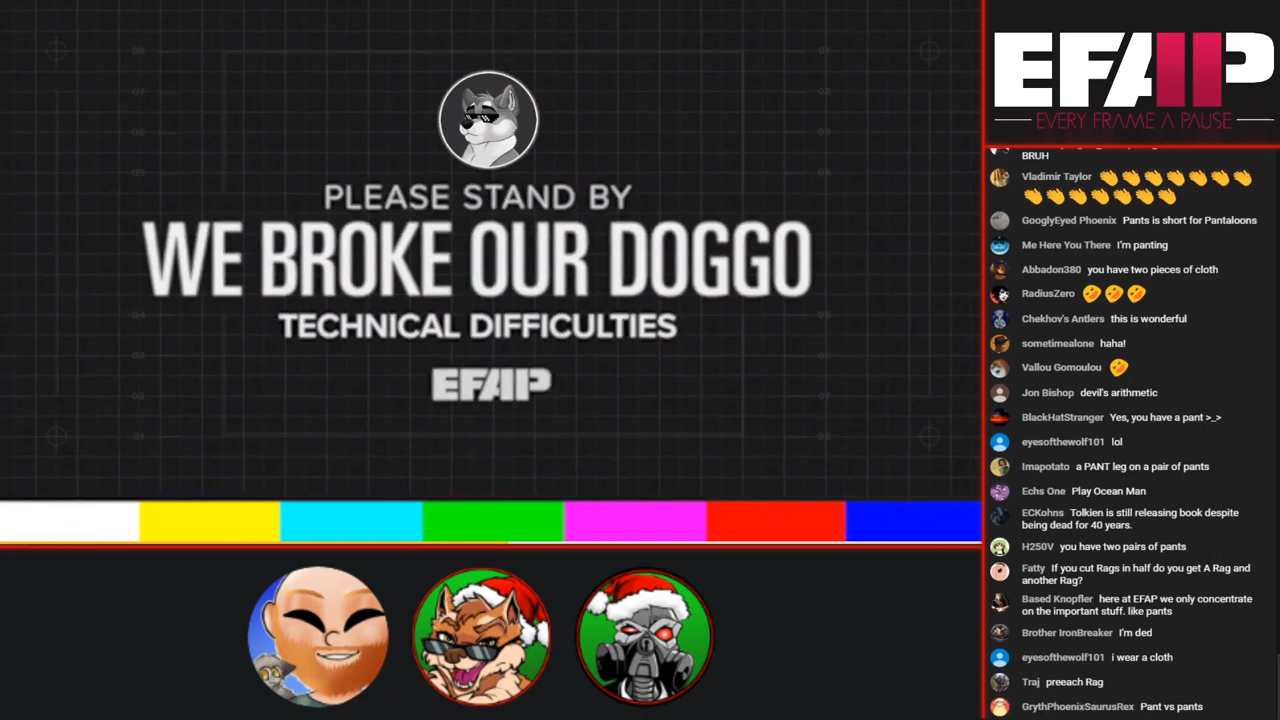 PLEASE STAND BY
WE BROKE OUR DOGGO
TECHNICAL DIFFICULTIES
EFAP
EFAP
EVERY FRAME A PAUSE
BRUH
Vladimir Taylor 👏👏👏👏👏👏👏
👏👏👏👏👏👏👏
GooglyEyed Phoenix Pants is short for Pantaloons
Me Here You There I'm panting
Abbadon380 you have two pieces of cloth
RadiusZero
Chekhov's Antlers this is wonderful
sometimealone haha!
Vallou Gomoulou
Jon Bishop devil's arithmetic
BlackHatStranger Yes, you have a pant >_>
eyesofthewolf101 lol
Imapotato a PANT leg on a pair of pants
Echs One Play Ocean Man
ECKohns Tolkien is still releasing book despite
being dead for 40 years.
H250V you have two pairs of pants
Fatty If you cut Rags in half do you get A Rag and
another Rag?
Based Knopfler here at EFAP we only concentrate
on the important stuff. like pants
Brother IronBreaker I'm ded
eyesofthewolf101 i wear a cloth
Traj preeach Rag
GrythPhoenixSaurusRex Pant vs pants